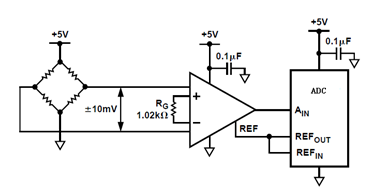 +5V
+5V
0.1µF
+5V
0.1µF
ADC
±10mV
RG
1.02kΩ
+
−
AIN
REF
REFOUT
REFIN